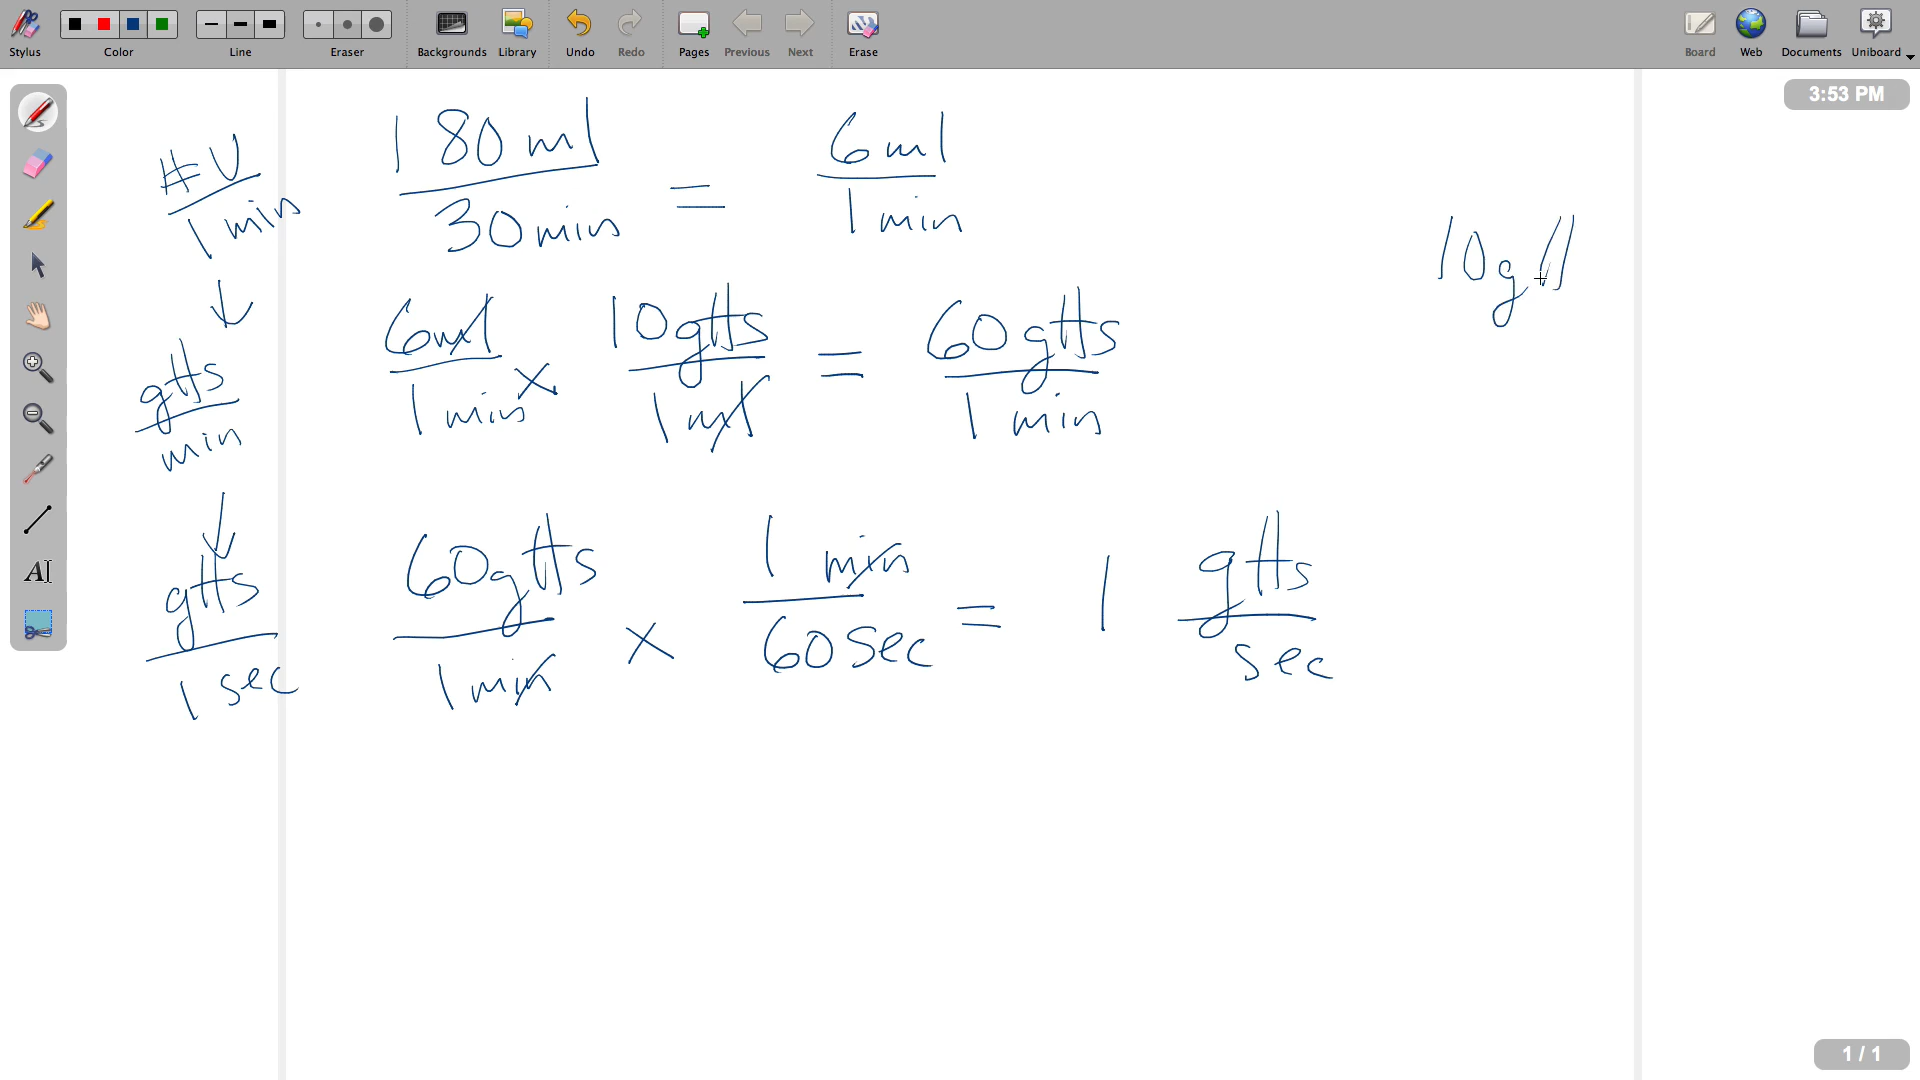 Stylus Color Line Eraser Backgrounds Library Undo Redo Pages Previous Next Erase Board Web Documents Uniboard
3:53 PM
#U / 1 min
↓
gtts / min
↓
gtts / 1 sec
180 ml / 30 min = 6 ml / 1 min
6 ml / 1 min × 10 gtts / 1 ml = 60 gtts / 1 min
60 gtts / 1 min × 1 min / 60 sec = 1 gtts / sec
10 g
A
1 / 1